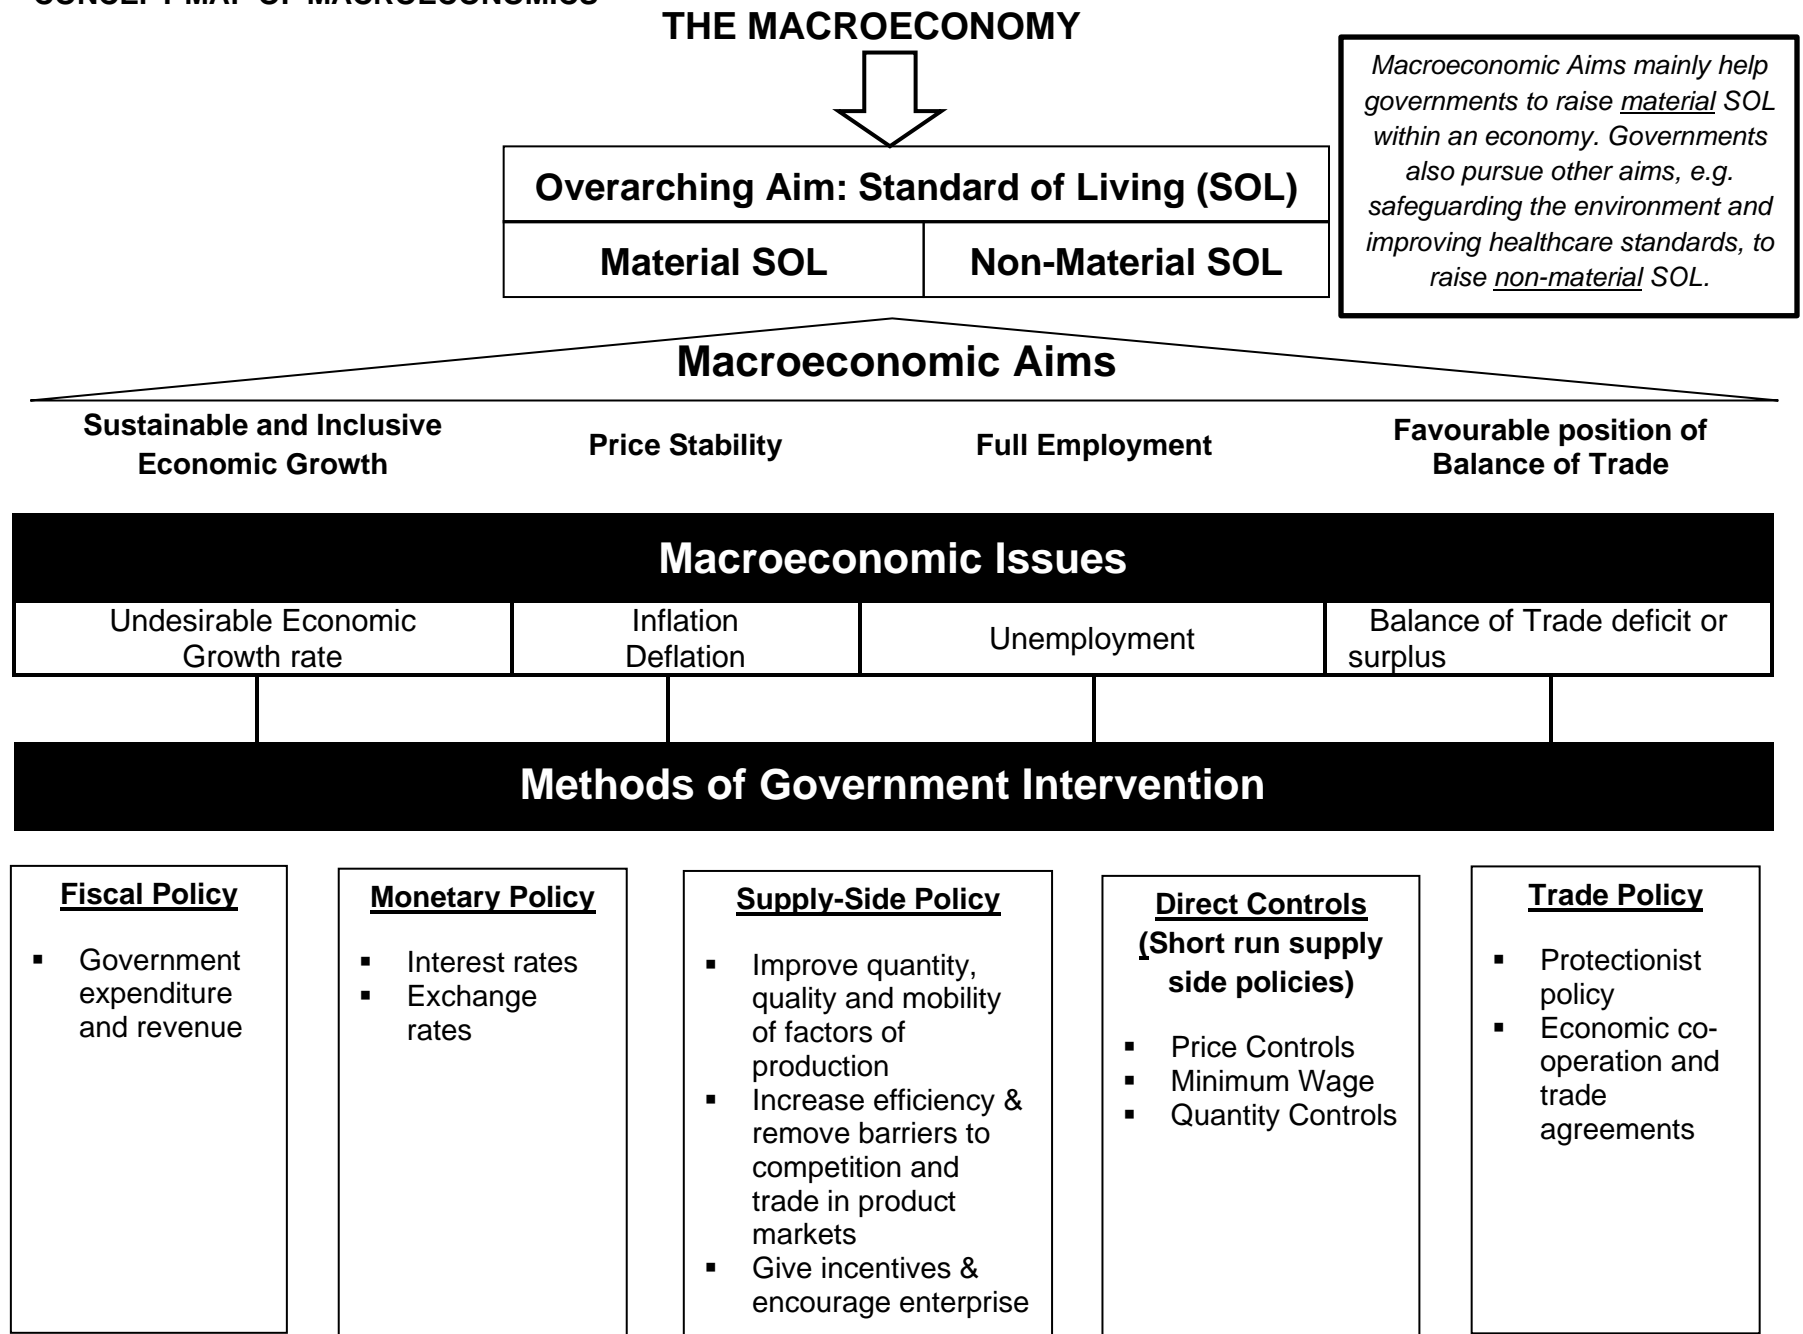 CONCEPT MAP OF MACROECONOMICS
THE MACROECONOMY
Macroeconomic Aims mainly help
governments to raise material SOL
within an economy. Governments
also pursue other aims, e.g.
safeguarding the environment and
improving healthcare standards, to
raise non-material SOL.
Overarching Aim: Standard of Living (SOL)
Material SOL
Non-Material SOL
Macroeconomic Aims
Sustainable and Inclusive
Economic Growth
Price Stability
Full Employment
Favourable position of
Balance of Trade
Macroeconomic Issues
Undesirable Economic
Growth rate
Inflation
Deflation
Unemployment
Balance of Trade deficit or
surplus
Methods of Government Intervention
Fiscal Policy
▪ Government
expenditure
and revenue
Monetary Policy
▪ Interest rates
▪ Exchange
rates
Supply-Side Policy
▪ Improve quantity,
quality and mobility
of factors of
production
▪ Increase efficiency &
remove barriers to
competition and
trade in product
markets
▪ Give incentives &
encourage enterprise
Direct Controls
(Short run supply
side policies)
▪ Price Controls
▪ Minimum Wage
▪ Quantity Controls
Trade Policy
▪ Protectionist
policy
▪ Economic co-
operation and
trade
agreements